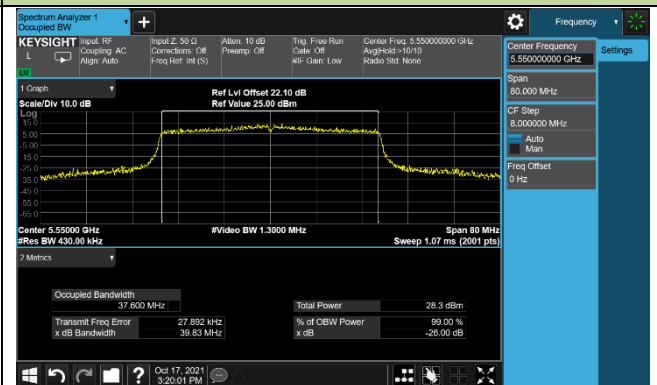 Spectrum Analyzer 1
Occupied BW
+
Frequency
KEYSIGHT
L
Input: RF
Coupling: AC
Align: Auto
Input Z: 50 Ω
Corrections: Off
Freq Ref: Int (S)
Atten: 10 dB
Preamp: Off
Trig: Free Run
Gate: Off
#IF Gain: Low
Center Freq: 5.550000000 GHz
Avg|Hold:>10/10
Radio Std: None
Center Frequency
5.550000000 GHz
Settings
Span
80.000 MHz
CF Step
8.000000 MHz
Auto
Man
Freq Offset
0 Hz
1 Graph
Scale/Div 10.0 dB
Ref Lvl Offset 22.10 dB
Ref Value 25.00 dBm
Log
15.0
5.00
-5.00
-15.0
-25.0
-35.0
-45.0
-55.0
-65.0
Center 5.55000 GHz
#Res BW 430.00 kHz
#Video BW 1.3000 MHz
Span 80 MHz
Sweep 1.07 ms (2001 pts)
2 Metrics
Occupied Bandwidth
37.600 MHz
Total Power 28.3 dBm
Transmit Freq Error 27.892 kHz
% of OBW Power 99.00 %
x dB Bandwidth 39.83 MHz
x dB -26.00 dB
?
Oct 17, 2021
3:20:01 PM